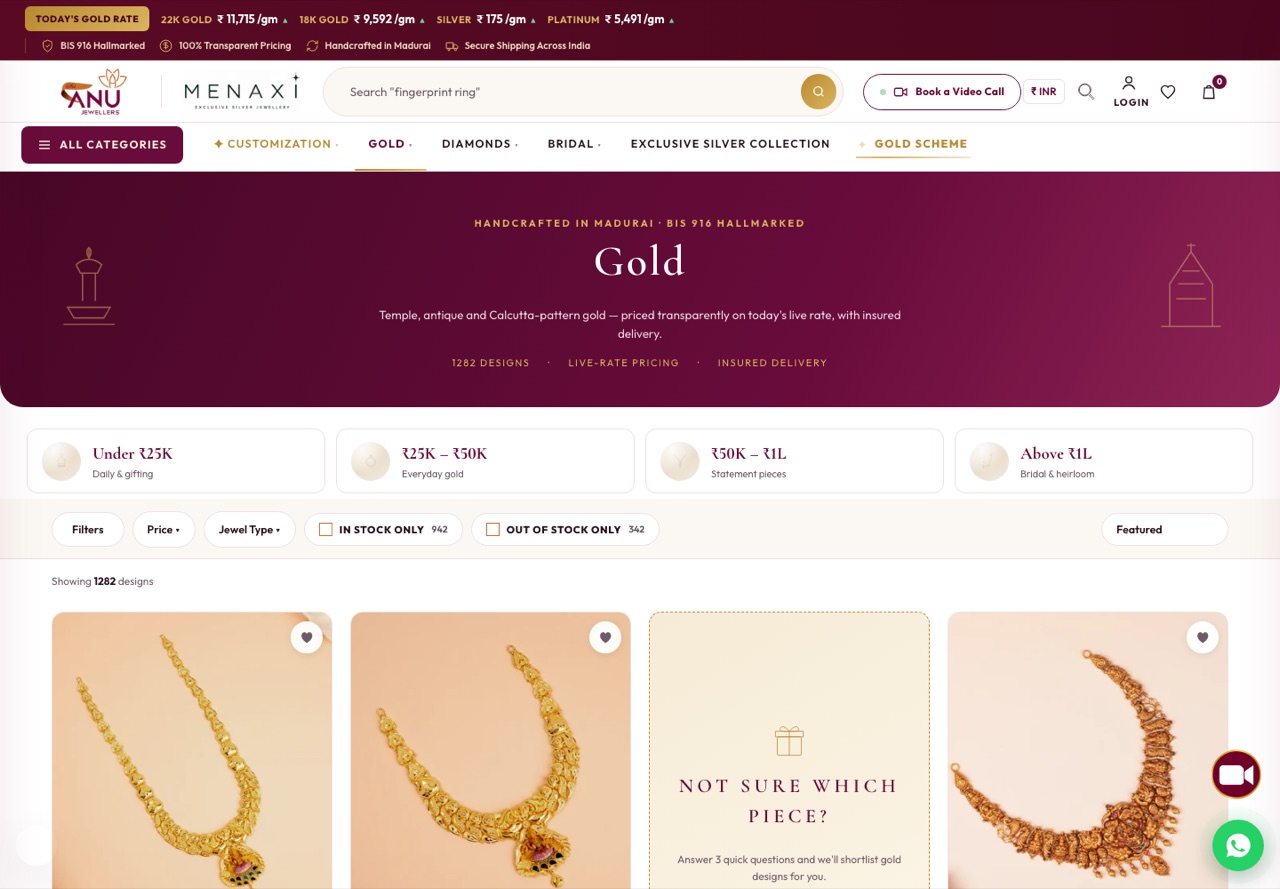 TODAY'S GOLD RATE 22K GOLD ₹ 11,715 /gm ▲ 18K GOLD ₹ 9,592 /gm ▲ SILVER ₹ 175 /gm ▲ PLATINUM ₹ 5,491 /gm ▲
BIS 916 Hallmarked 100% Transparent Pricing Handcrafted in Madurai Secure Shipping Across India
ANU
JEWELLERS
MENAXI
EXCLUSIVE SILVER JEWELLERY
Search "fingerprint ring"
Book a Video Call
₹ INR
LOGIN
0
ALL CATEGORIES ✦ CUSTOMIZATION GOLD DIAMONDS BRIDAL EXCLUSIVE SILVER COLLECTION GOLD SCHEME
HANDCRAFTED IN MADURAI · BIS 916 HALLMARKED
Gold
Temple, antique and Calcutta-pattern gold — priced transparently on today's live rate, with insured
delivery.
1282 DESIGNS · LIVE-RATE PRICING · INSURED DELIVERY
Under ₹25K
Daily & gifting
₹25K – ₹50K
Everyday gold
₹50K – ₹1L
Statement pieces
Above ₹1L
Bridal & heirloom
Filters Price ▾ Jewel Type ▾ IN STOCK ONLY 942 OUT OF STOCK ONLY 342 Featured
Showing 1282 designs
NOT SURE WHICH
PIECE?
Answer 3 quick questions and we'll shortlist gold
designs for you.